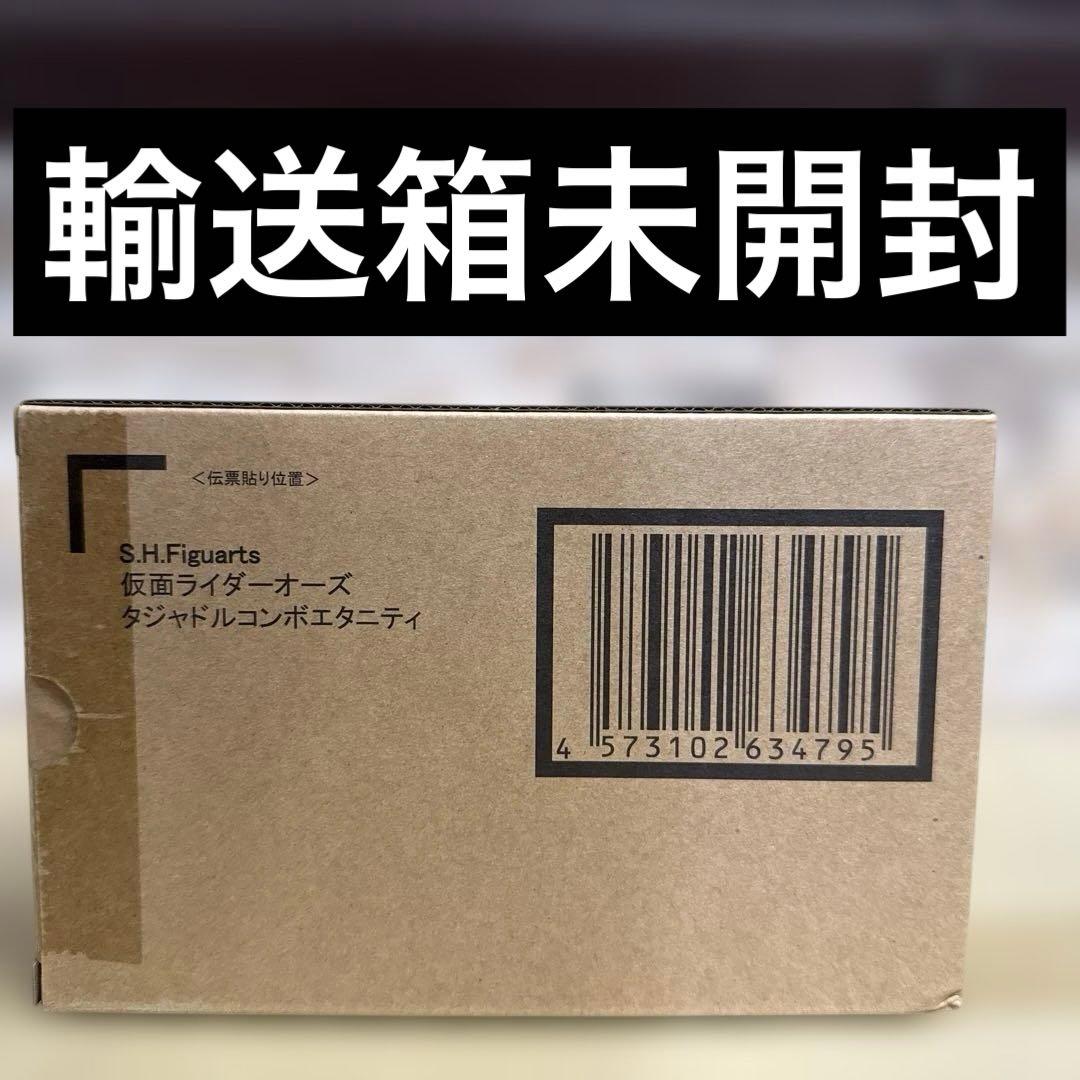 輸送箱未開封
＜伝票貼り位置＞
S.H.Figuarts
仮面ライダーオーズ
タジャドルコンボエタニティ
4 573102 634795